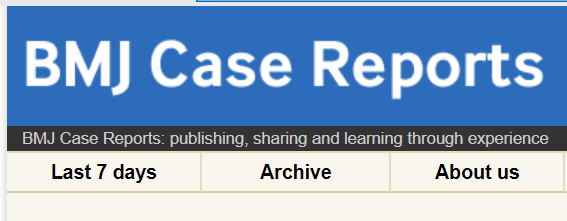 BMJ Case Reports
BMJ Case Reports: publishing, sharing and learning through experience
Last 7 days Archive About us